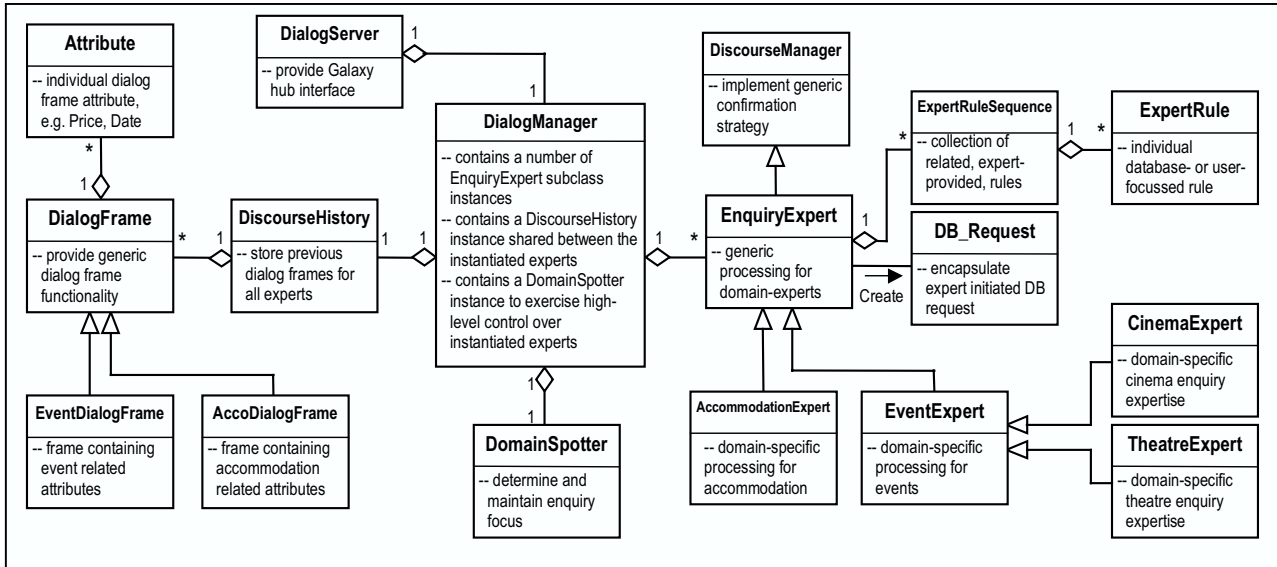 Attribute
-- individual dialog
frame attribute,
e.g. Price, Date
*
1
DialogFrame
-- provide generic
dialog frame
functionality
*
1
DiscourseHistory
-- store previous
dialog frames for
all experts
1
1
EventDialogFrame
-- frame containing
event related
attributes
AccoDialogFrame
-- frame containing
accommodation
related attributes
DialogServer
-- provide Galaxy
hub interface
1
1
DialogManager
-- contains a number of
EnquiryExpert subclass
instances
-- contains a DiscourseHistory
instance shared between the
instantiated experts
-- contains a DomainSpotter
instance to exercise high-
level control over
instantiated experts
1
1
DomainSpotter
-- determine and
maintain enquiry
focus
1
*
DiscourseManager
-- implement generic
confirmation
strategy
EnquiryExpert
-- generic
processing for
domain-experts
1
*
ExpertRuleSequence
-- collection of
related, expert-
provided, rules
1
*
ExpertRule
-- individual
database- or user-
focussed rule
Create
DB_Request
-- encapsulate
expert initiated DB
request
AccommodationExpert
-- domain-specific
processing for
accommodation
EventExpert
-- domain-specific
processing for
events
CinemaExpert
-- domain-specific
cinema enquiry
expertise
TheatreExpert
-- domain-specific
theatre enquiry
expertise